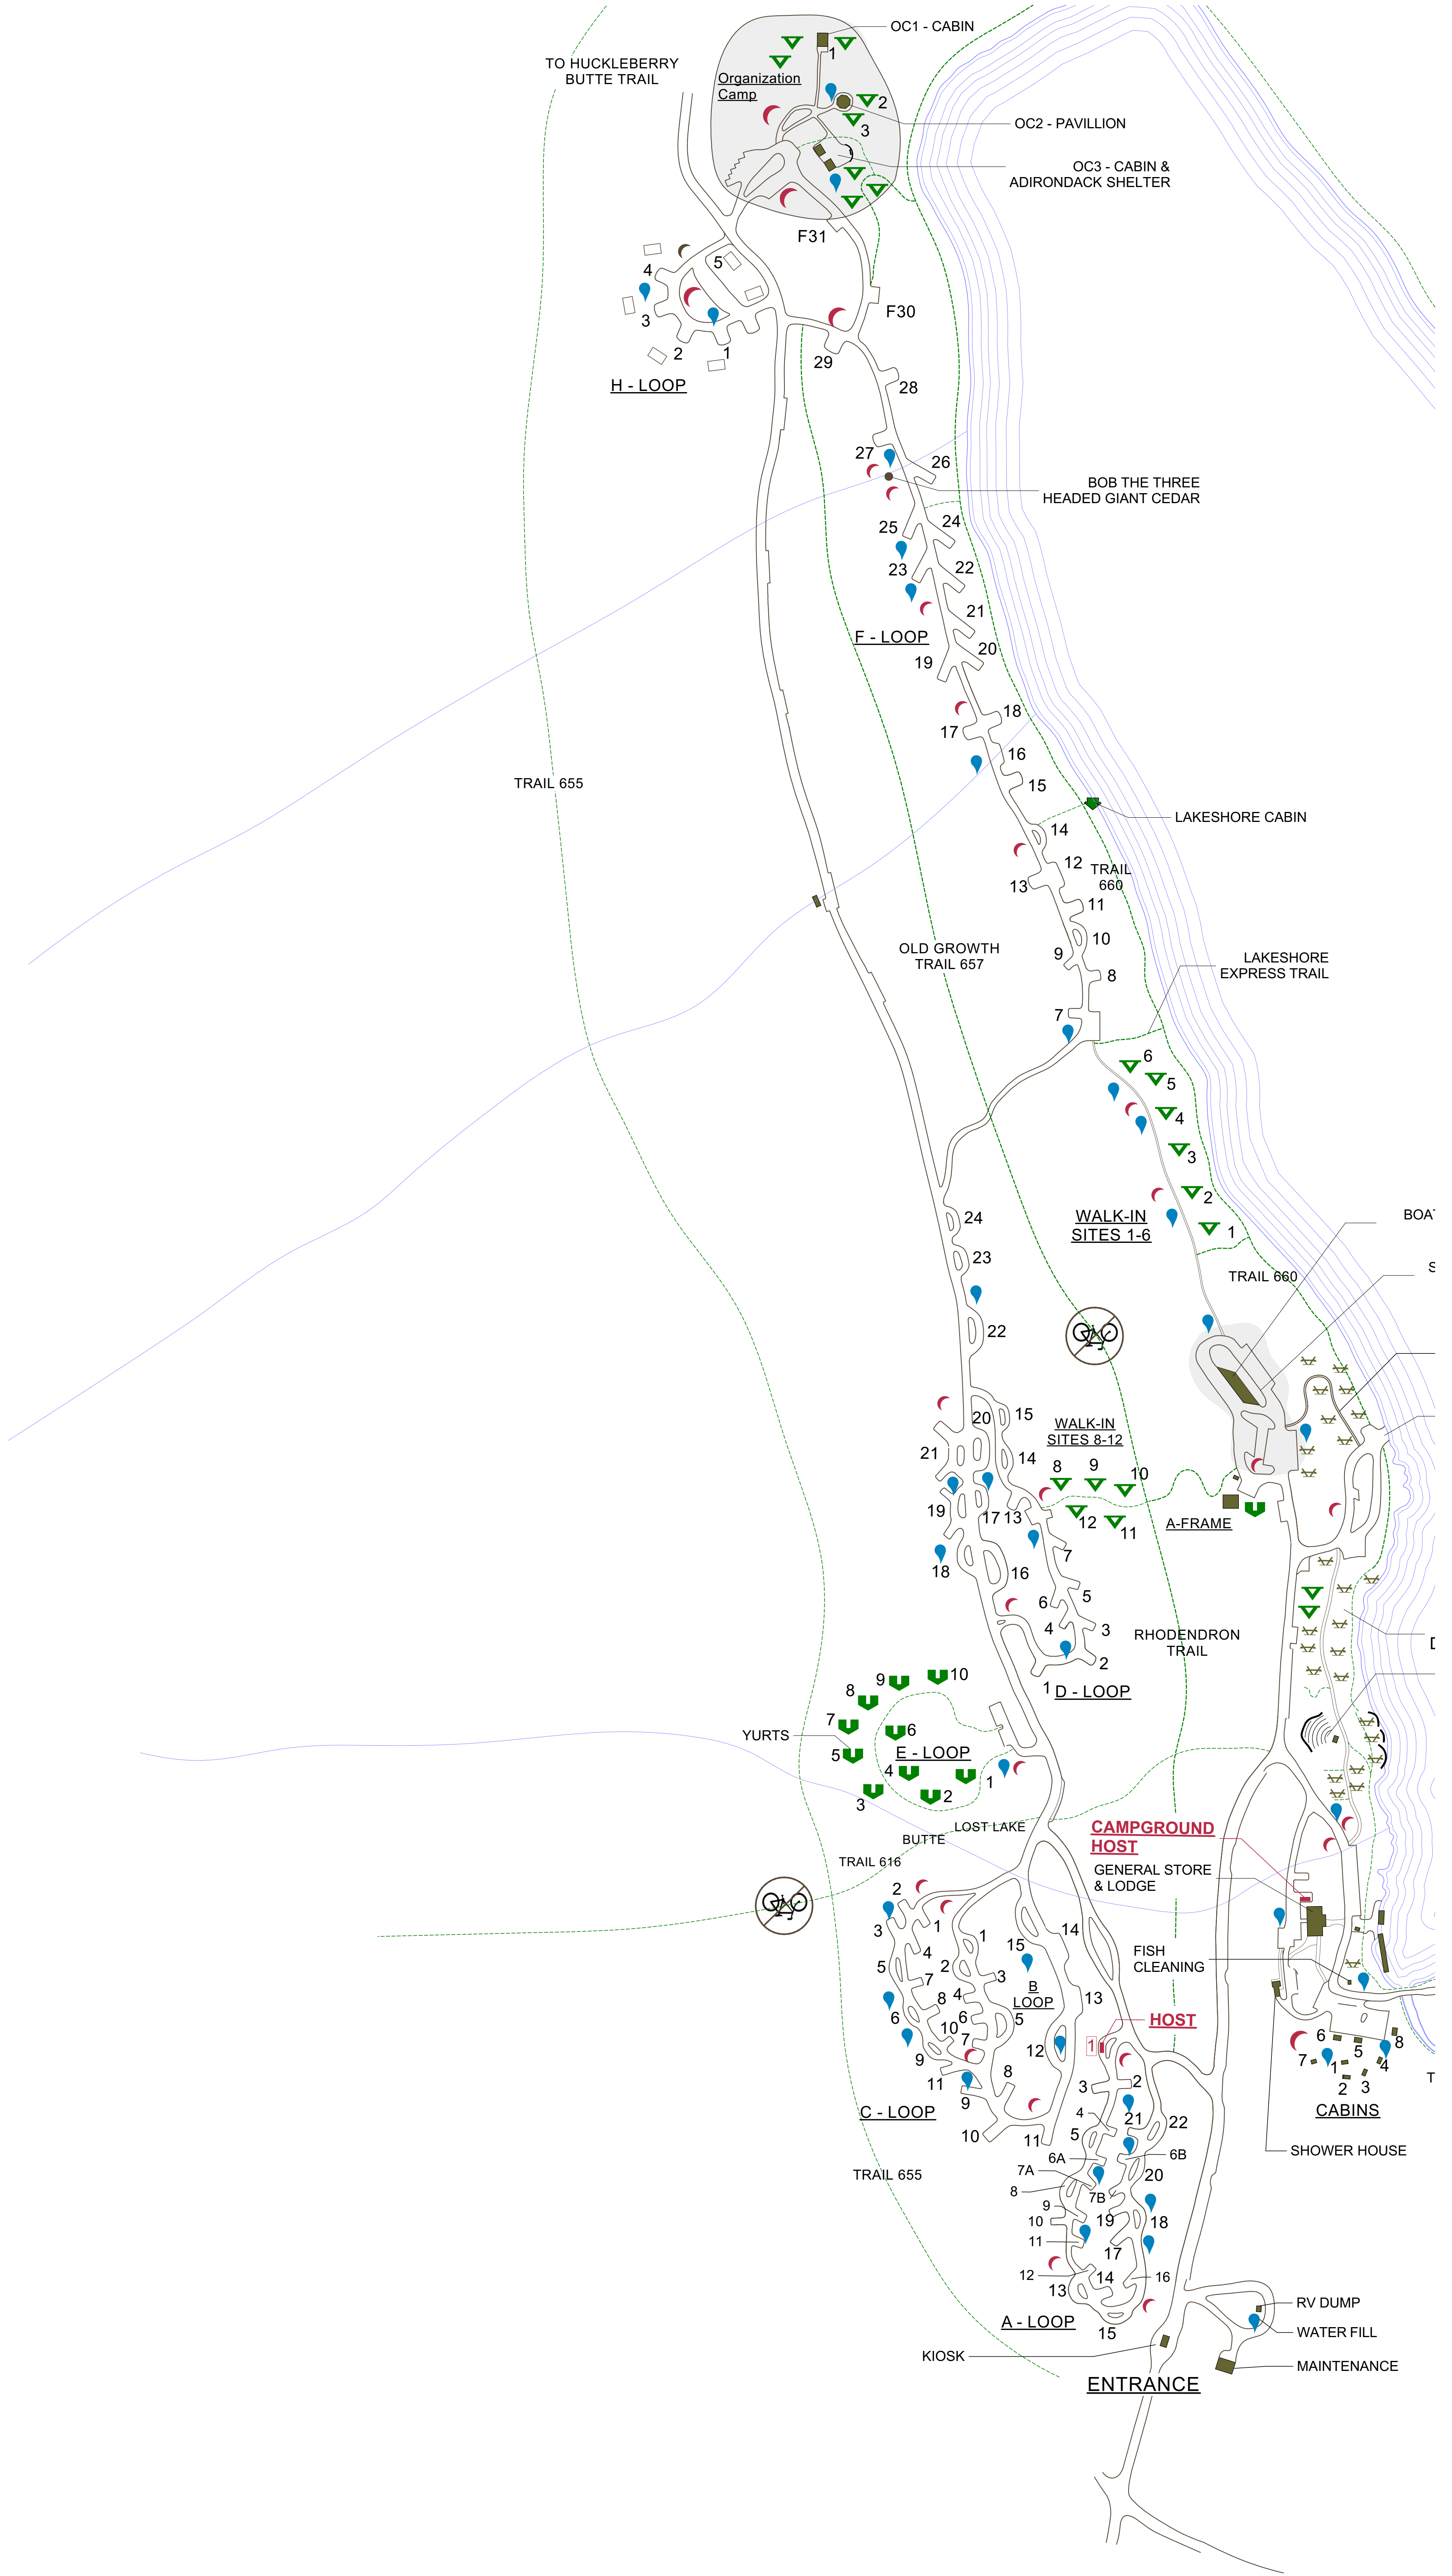 OC1 - CABIN
1
TO HUCKLEBERRY
BUTTE TRAIL
Organization
Camp
2
3
OC2 - PAVILLION
OC3 - CABIN &
ADIRONDACK SHELTER
F31
5
4
3
2
1
H - LOOP
F30
29
28
27
26
BOB THE THREE
HEADED GIANT CEDAR
25
24
23
22
21
F - LOOP
20
19
18
17
16
TRAIL 655
15
LAKESHORE CABIN
14
12
TRAIL
660
13
11
10
OLD GROWTH
TRAIL 657
9
LAKESHORE
EXPRESS TRAIL
8
7
6
5
4
3
2
WALK-IN
SITES 1-6
1
BOAT
24
23
S
TRAIL 660
22
20
15
WALK-IN
SITES 8-12
21
14
8
9
10
19
17
13
12
11
A-FRAME
7
18
16
5
6
4
3
RHODENDRON
TRAIL
D
2
1
D - LOOP
10
9
8
7
YURTS
6
5
E - LOOP
4
1
3
2
LOST LAKE
BUTTE
TRAIL 616
CAMPGROUND
HOST
GENERAL STORE
& LODGE
2
3
1
14
1
15
4
5
2
3
FISH
CLEANING
7
B
LOOP
8
4
13
6
6
5
HOST
10
7
1
12
9
6
5
8
7
1
4
2
3
T
11
8
3
2
9
C - LOOP
CABINS
4
21
22
10
11
5
SHOWER HOUSE
6A
6B
7A
20
TRAIL 655
8
7B
9
10
19
18
11
17
12
14
16
13
RV DUMP
A - LOOP
15
WATER FILL
KIOSK
MAINTENANCE
ENTRANCE